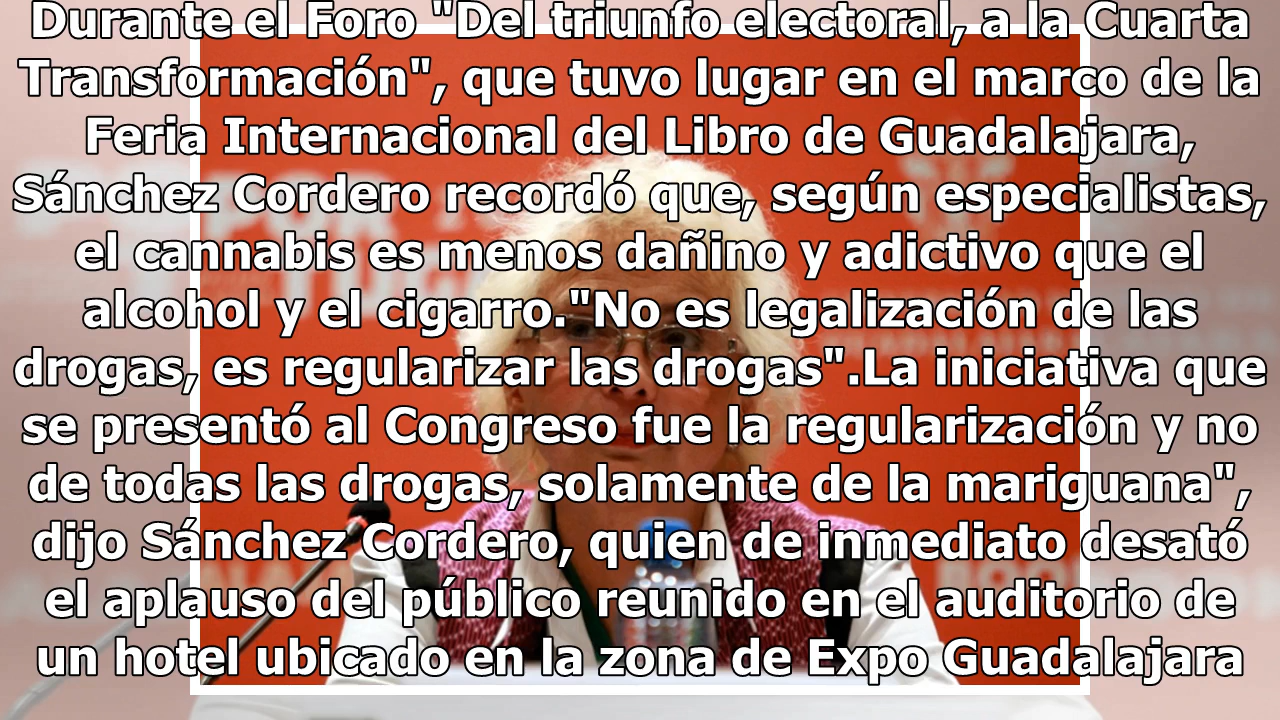 Durante el Foro "Del triunfo electoral, a la Cuarta
Transformación", que tuvo lugar en el marco de la
Feria Internacional del Libro de Guadalajara,
Sánchez Cordero recordó que, según especialistas,
el cannabis es menos dañino y adictivo que el
alcohol y el cigarro."No es legalización de las
drogas, es regularizar las drogas".La iniciativa que
se presentó al Congreso fue la regularización y no
de todas las drogas, solamente de la mariguana",
dijo Sánchez Cordero, quien de inmediato desató
el aplauso del público reunido en el auditorio de
un hotel ubicado en la zona de Expo Guadalajara